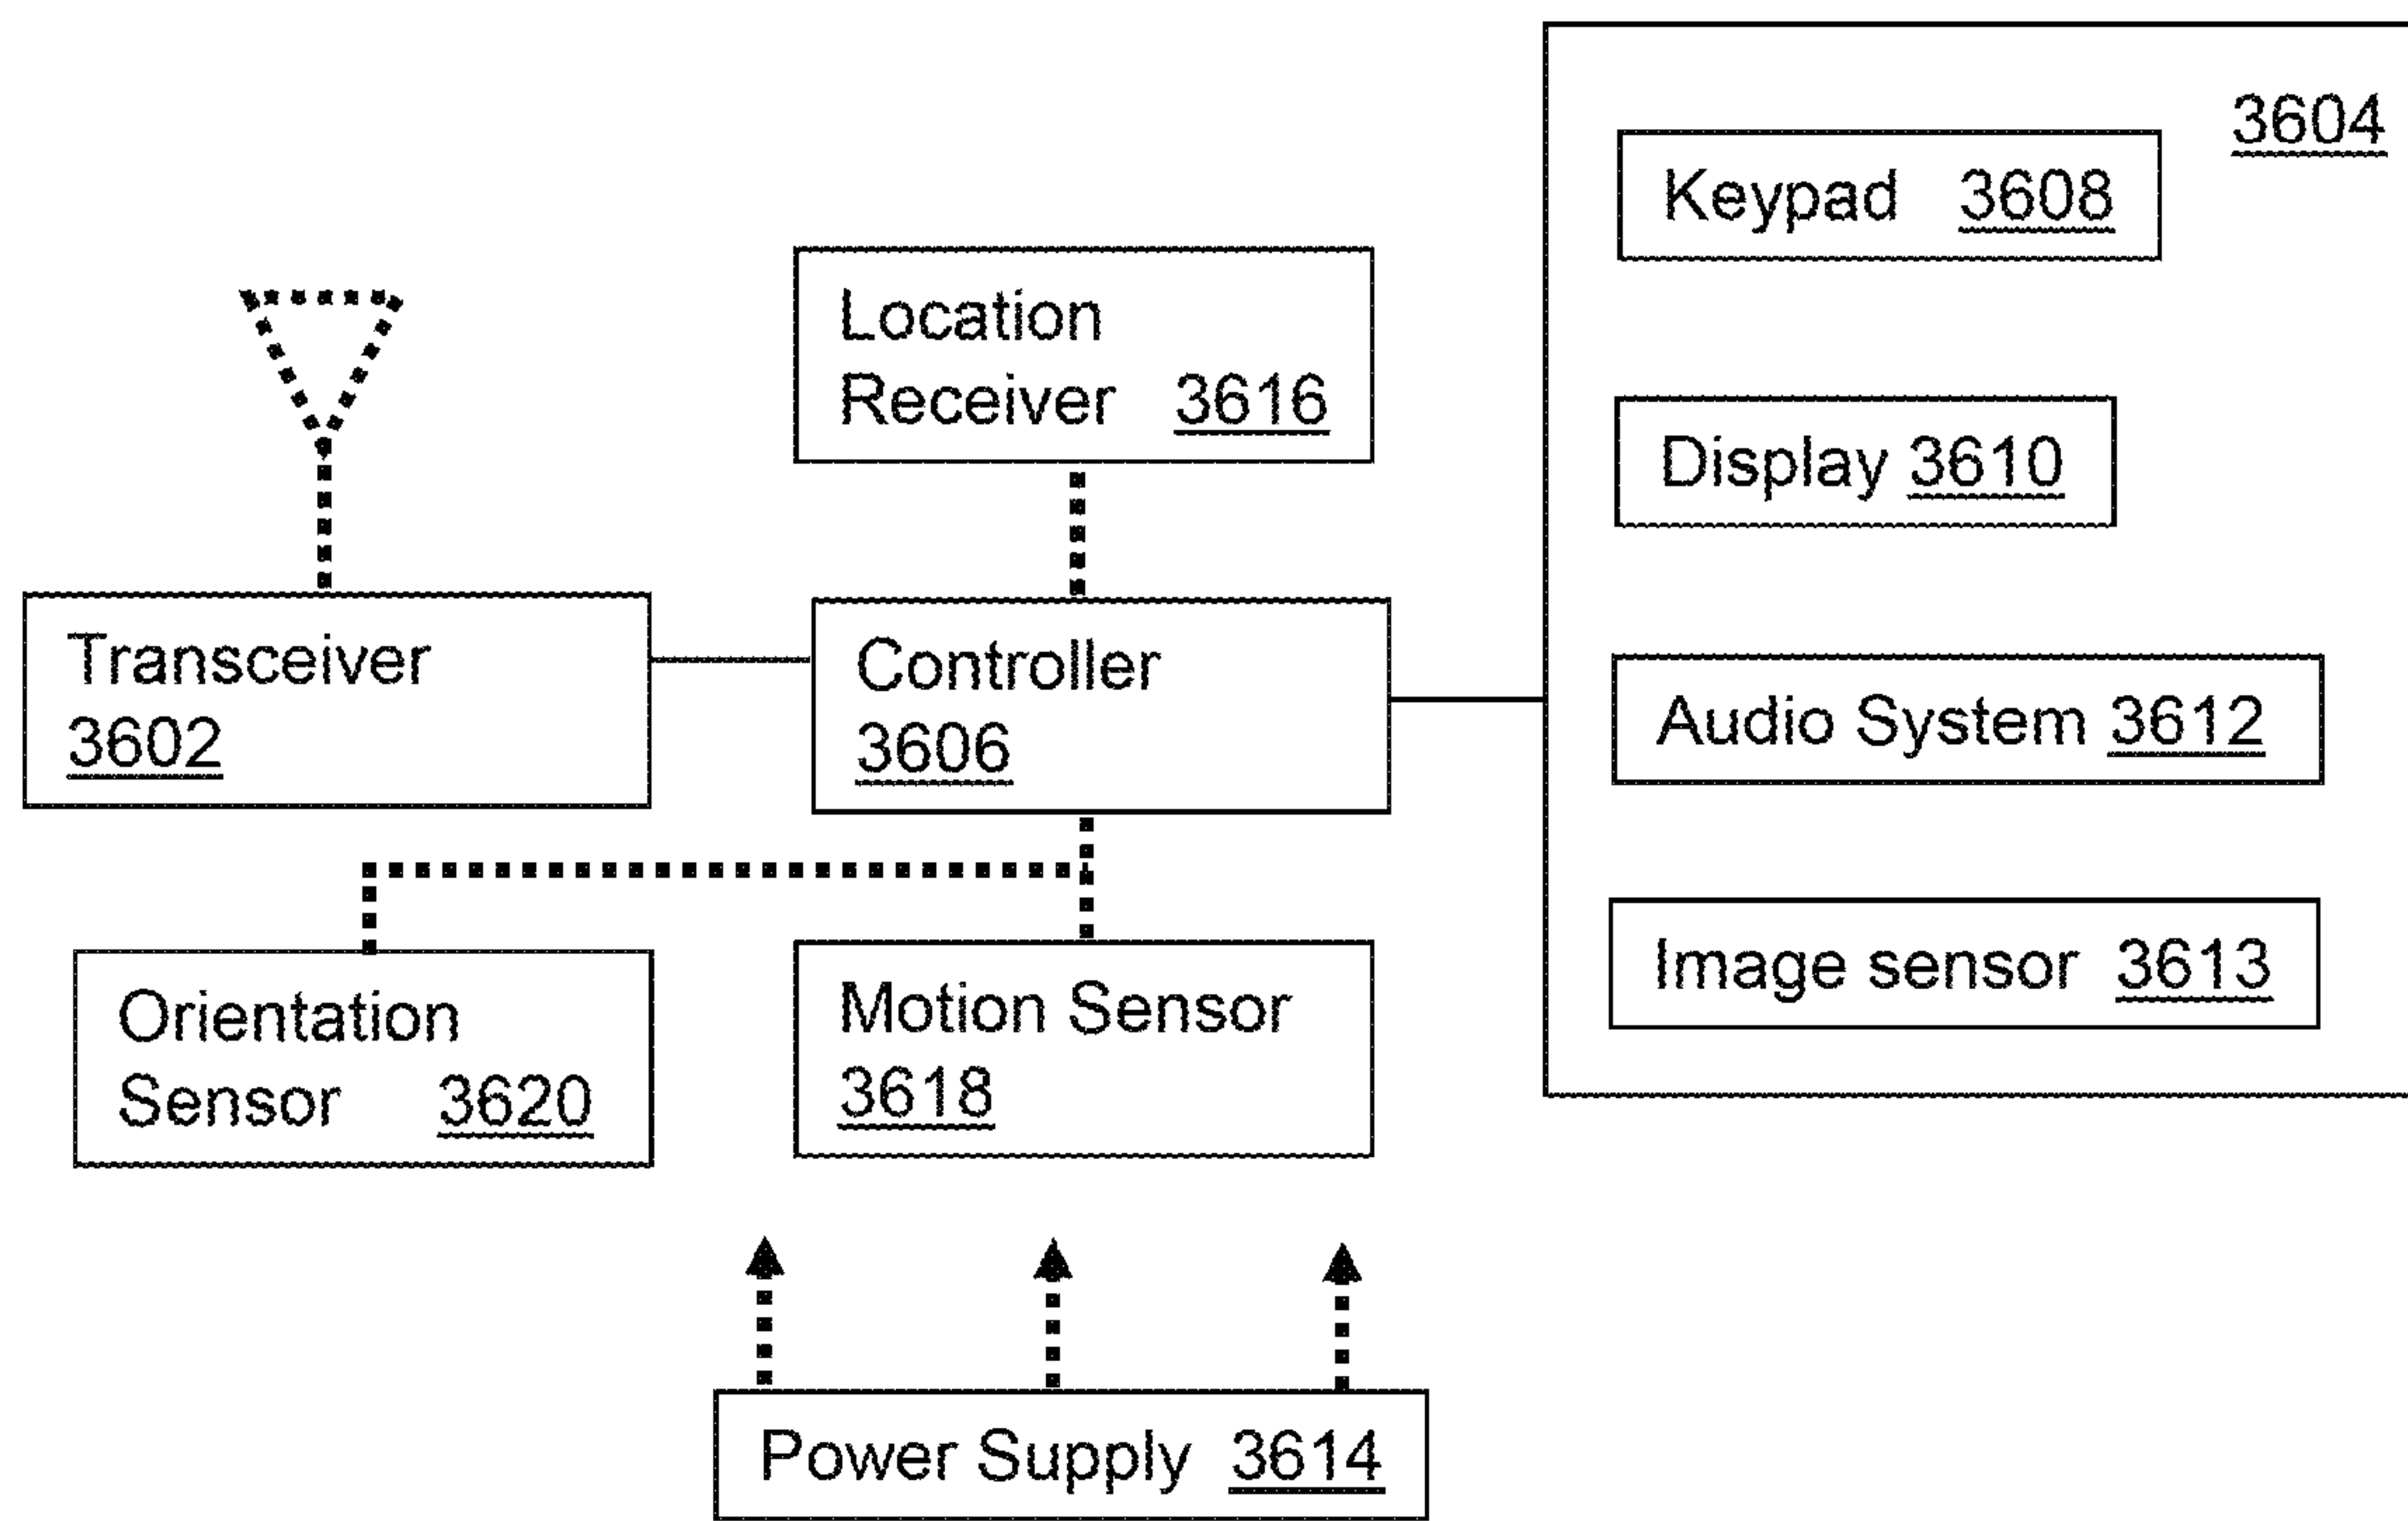 3604
Keypad 3608
Location
Receiver 3616
Display 3610
Transceiver
3602
Controller
3606
Audio System 3612
Image sensor 3613
Orientation
Sensor 3620
Motion Sensor
3618
Power Supply 3614